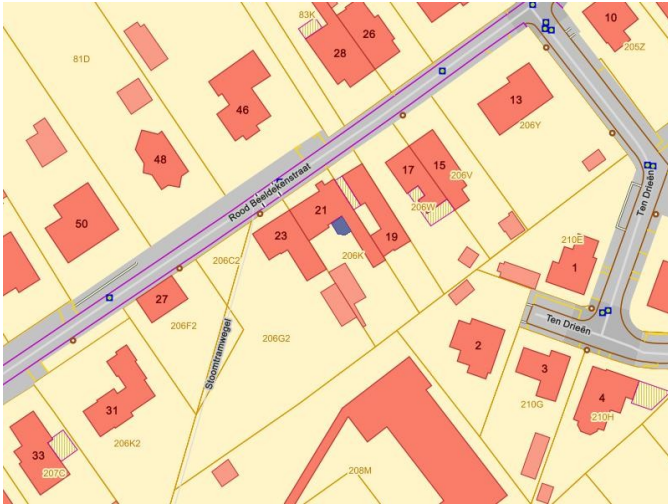 83K
26
28
10
205Z
81D
46
13
206Y
48
17
15
206V
Rood Beeldekenstraat
Ten Drieën
206W
50
21
19
23
206K
210E
1
206C2
27
206F2
Stoomtramwegel
206G2
Ten Drieën
2
3
4
210G
210H
31
206K2
33
207C
208M